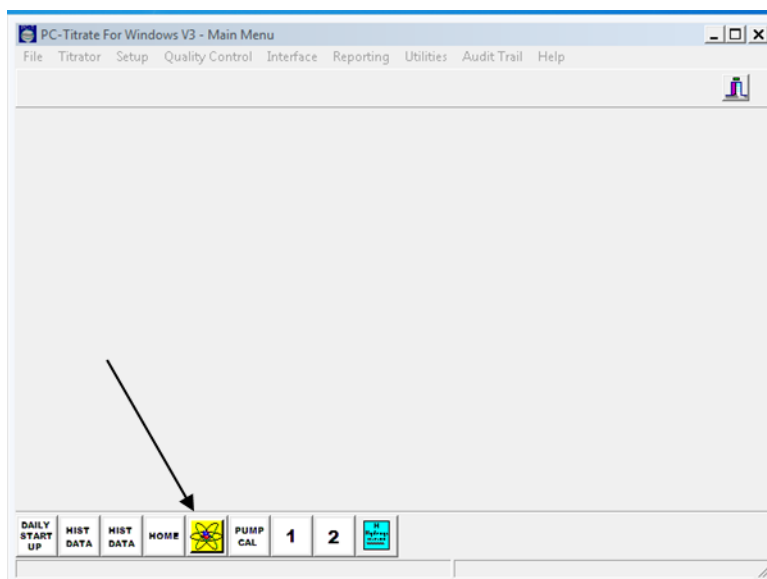 PC-Titrate For Windows V3 - Main Menu
File Titrator Setup Quality Control Interface Reporting Utilities Audit Trail Help
DAILY START UP
HIST DATA
HIST DATA
HOME
PUMP CAL
1
2
H